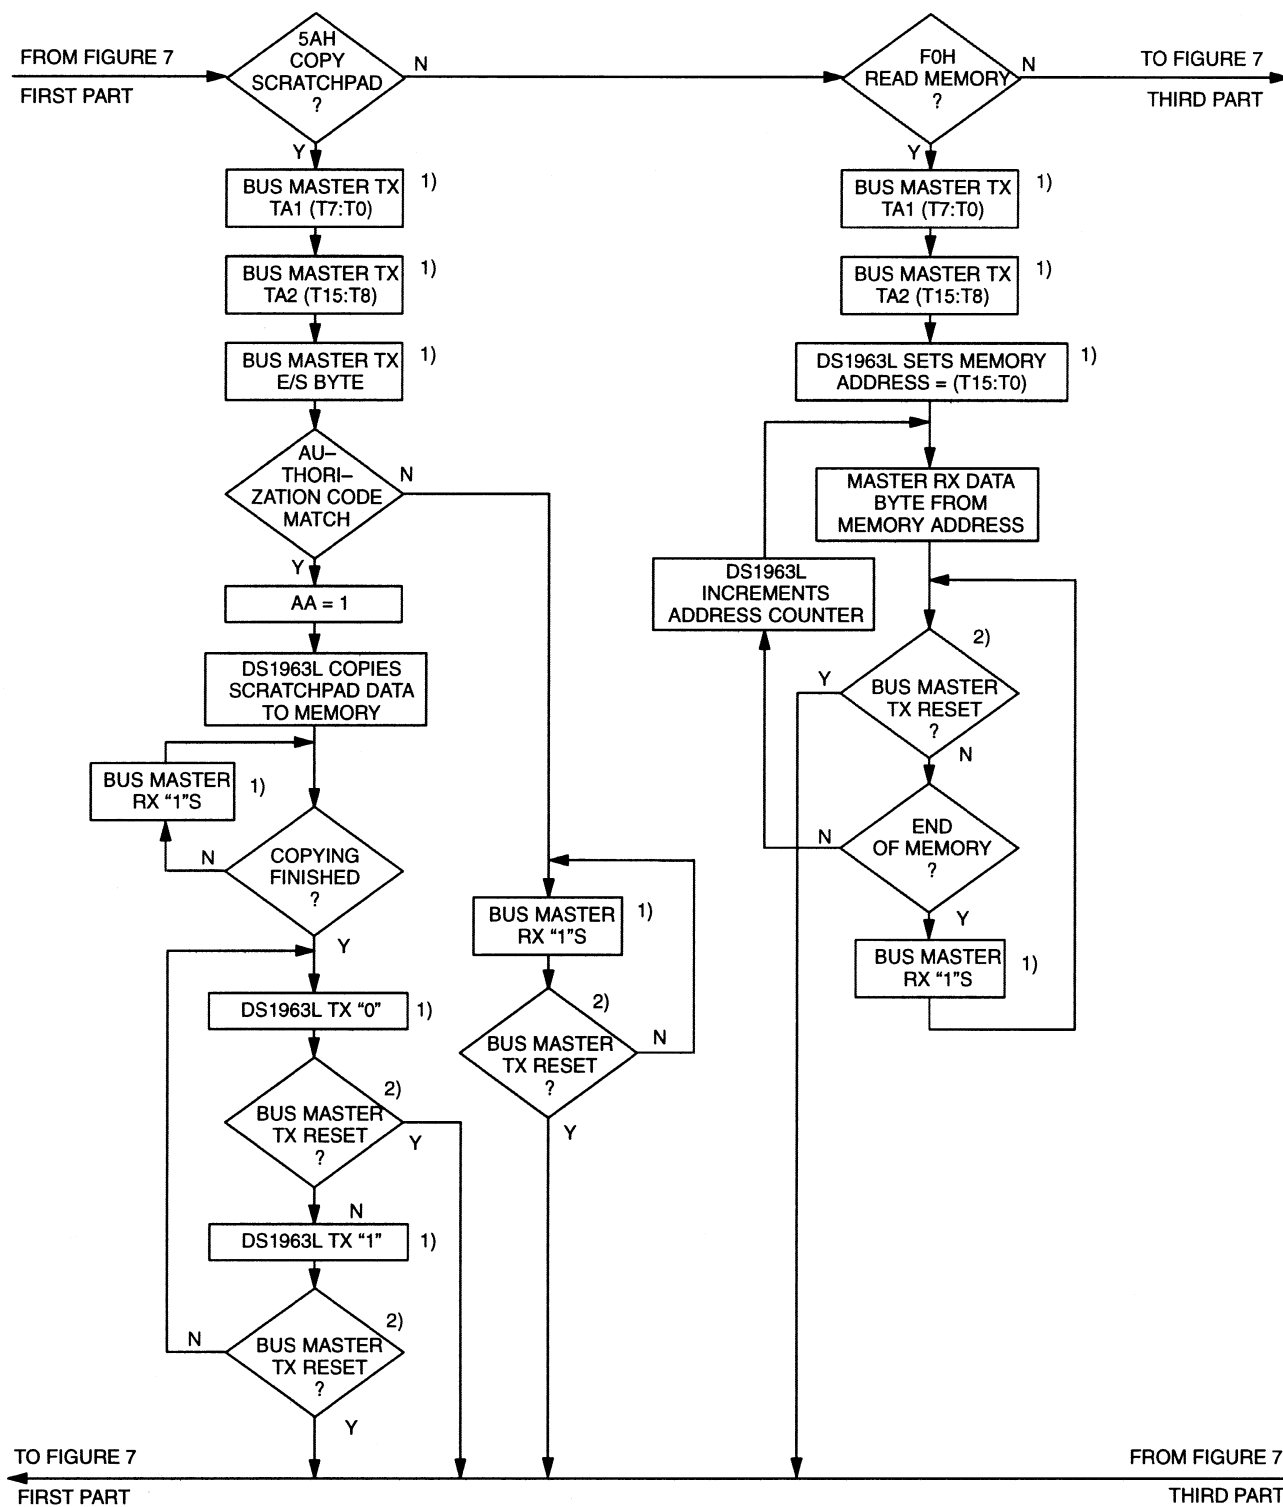 FROM FIGURE 7
FIRST PART
5AH
COPY
SCRATCHPAD
?
N
Y
BUS MASTER TX
TA1 (T7:T0)
1)
BUS MASTER TX
TA2 (T15:T8)
1)
BUS MASTER TX
E/S BYTE
1)
AU–
THORI–
ZATION CODE
MATCH
N
Y
AA = 1
DS1963L COPIES
SCRATCHPAD DATA
TO MEMORY
BUS MASTER
RX “1”S
1)
N
COPYING
FINISHED
?
Y
DS1963L TX “0”
1)
2)
BUS MASTER
TX RESET
?
Y
N
DS1963L TX “1”
1)
2)
BUS MASTER
TX RESET
?
N
Y
BUS MASTER
RX “1”S
1)
2)
BUS MASTER
TX RESET
?
N
Y
F0H
READ MEMORY
?
N
Y
TO FIGURE 7
THIRD PART
BUS MASTER TX
TA1 (T7:T0)
1)
BUS MASTER TX
TA2 (T15:T8)
1)
DS1963L SETS MEMORY
ADDRESS = (T15:T0)
1)
MASTER RX DATA
BYTE FROM
MEMORY ADDRESS
DS1963L
INCREMENTS
ADDRESS COUNTER
2)
BUS MASTER
TX RESET
?
Y
N
END
OF MEMORY
?
N
Y
BUS MASTER
RX “1”S
1)
TO FIGURE 7
FIRST PART
FROM FIGURE 7
THIRD PART